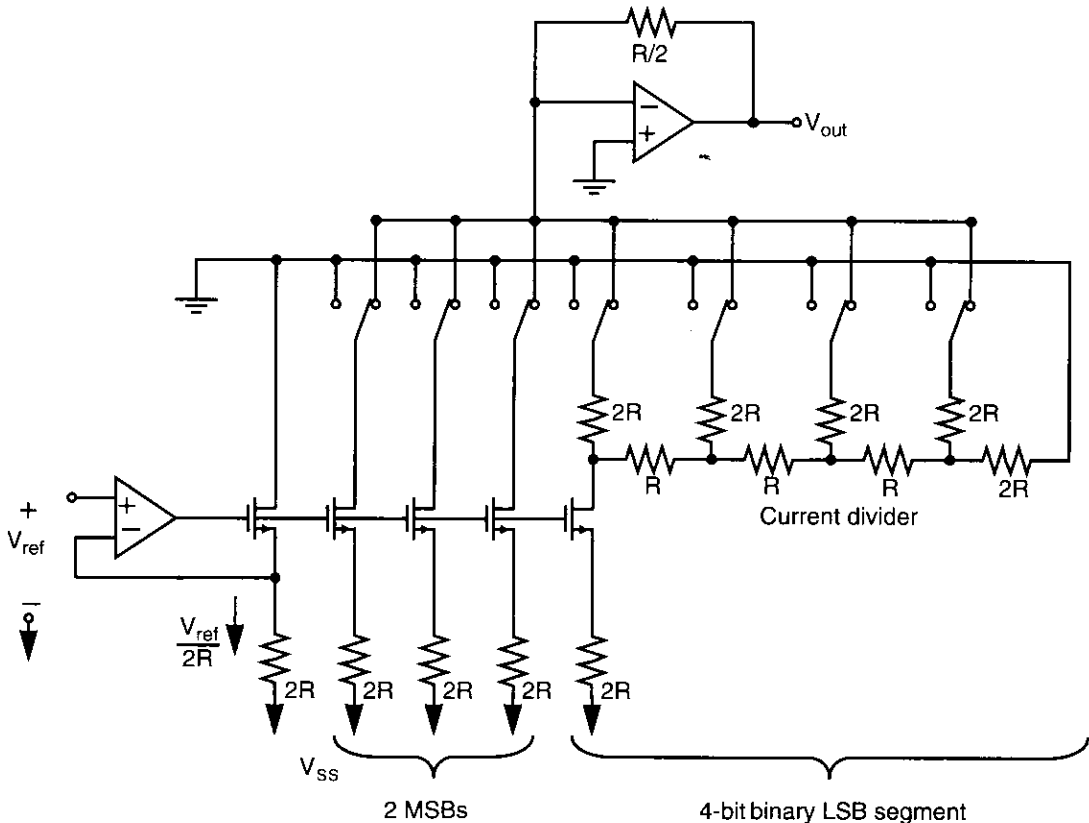 R/2
−
+
V_out
2R
2R
2R
2R
R
R
R
2R
Current divider
+
V_ref
−
+
−
V_ref
2R
2R
2R
2R
2R
2R
V_SS
2 MSBs
4-bit binary LSB segment